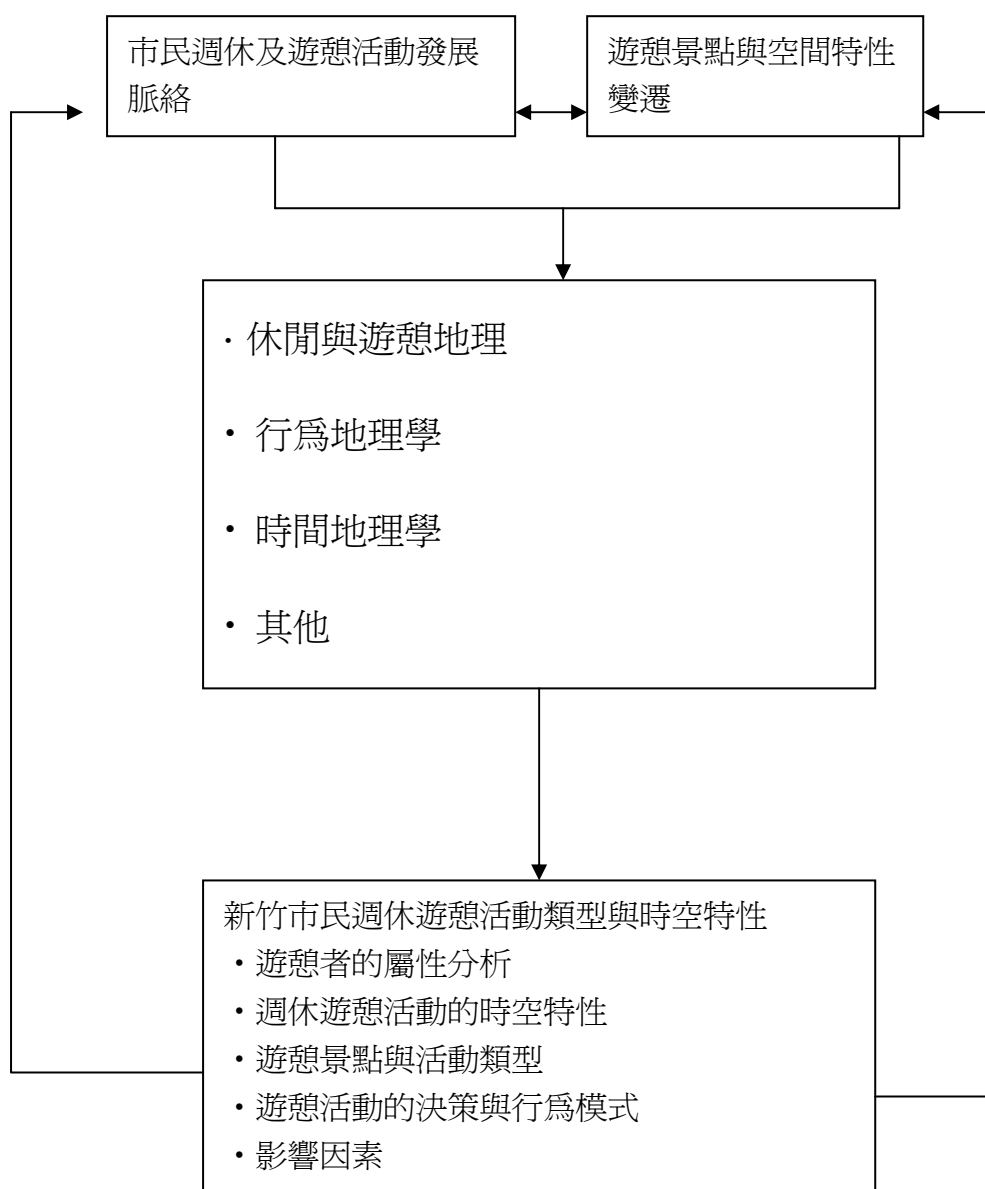 市民週休及遊憩活動發展
脈絡
遊憩景點與空間特性
變遷
．休閒與遊憩地理
・ 行為地理學
・ 時間地理學
・ 其他
新竹市民週休遊憩活動類型與時空特性
・遊憩者的屬性分析
・週休遊憩活動的時空特性
・遊憩景點與活動類型
・遊憩活動的決策與行為模式
・影響因素